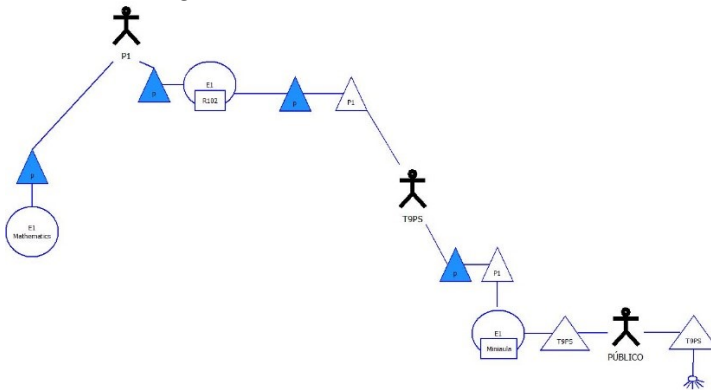 P1
p
E1
R102
p
P1
p
E1
Mathematics
T9PS
p
P1
E1
Miniaula
T9PS
PÚBLICO
T9PS